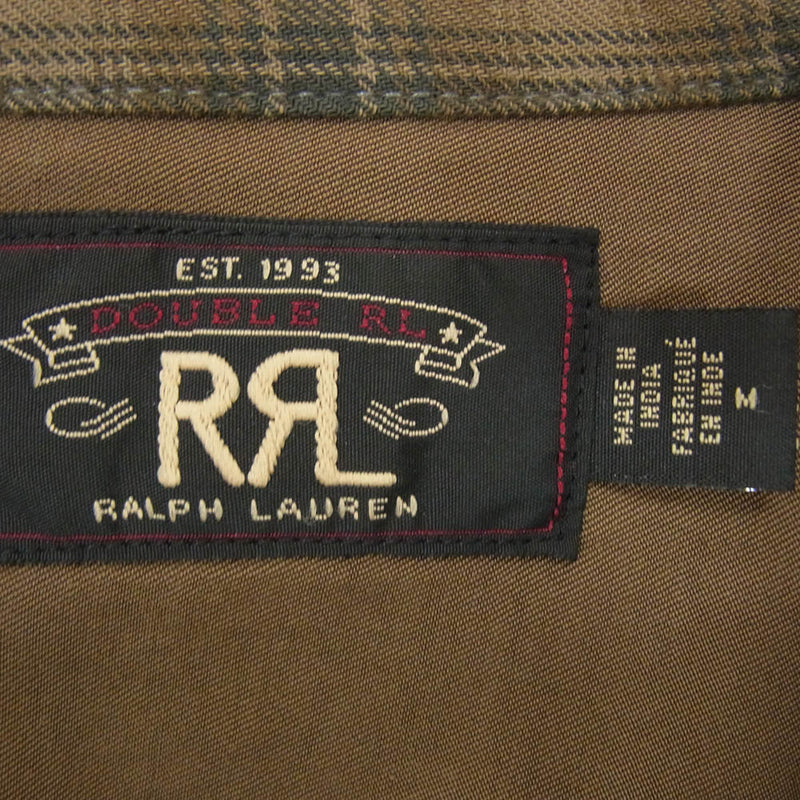 EST. 1993
DOUBLE RL
RRL
RALPH LAUREN
MADE IN
INDIA
FABRIQUÉ
EN INDE
M